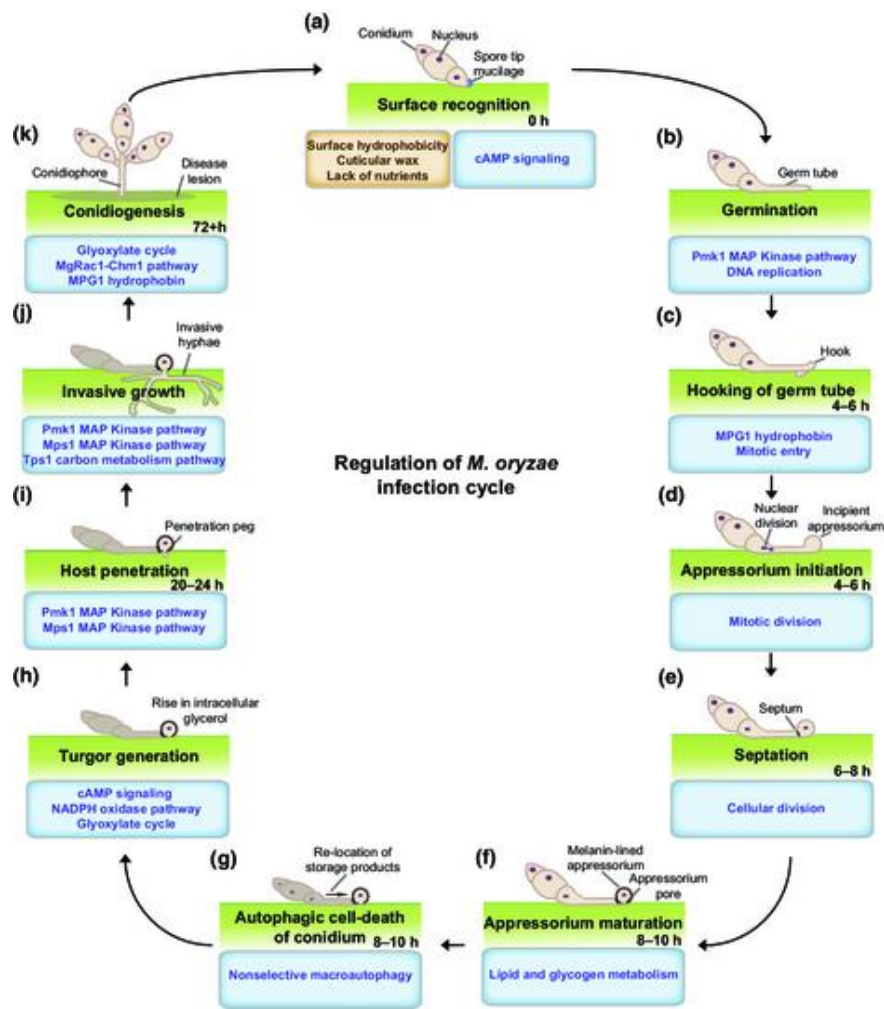 (a)
Conidium
Nucleus
Spore tip
mucilage
Surface recognition
0 h
Surface hydrophobicity
Cuticular wax
Lack of nutrients
cAMP signaling
(b)
Germ tube
Germination
Pmk1 MAP Kinase pathway
DNA replication
(c)
Hook
Hooking of germ tube
4–6 h
MPG1 hydrophobin
Mitotic entry
(d)
Nuclear
division
Incipient
appressorium
Appressorium initiation
4–6 h
Mitotic division
(e)
Septum
Septation
6–8 h
Cellular division
(f)
Melanin-lined
appressorium
Appressorium
pore
Appressorium maturation
8–10 h
Lipid and glycogen metabolism
(g)
Re-location of
storage products
Autophagic cell-death
of conidium
8–10 h
Nonselective macroautophagy
(h)
Rise in intracellular
glycerol
Turgor generation
cAMP signaling
NADPH oxidase pathway
Glyoxylate cycle
(i)
Penetration peg
Host penetration
20–24 h
Pmk1 MAP Kinase pathway
Mps1 MAP Kinase pathway
(j)
Invasive
hyphae
Invasive growth
Pmk1 MAP Kinase pathway
Mps1 MAP Kinase pathway
Tps1 carbon metabolism pathway
(k)
Conidiophore
Disease
lesion
Conidiogenesis
72+h
Glyoxylate cycle
MgRac1-Chm1 pathway
MPG1 hydrophobin
Regulation of M. oryzae
infection cycle